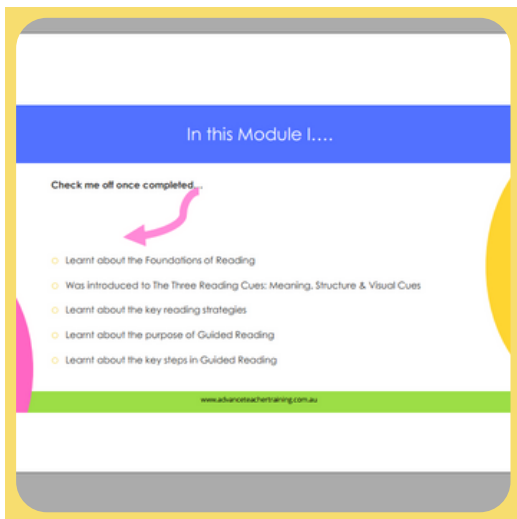 In this Module I....
Check me off once completed...
Learnt about the Foundations of Reading
Was introduced to The Three Reading Cues: Meaning, Structure & Visual Cues
Learnt about the key reading strategies
Learnt about the purpose of Guided Reading
Learnt about the key steps in Guided Reading
www.advanceteachertraining.com.au